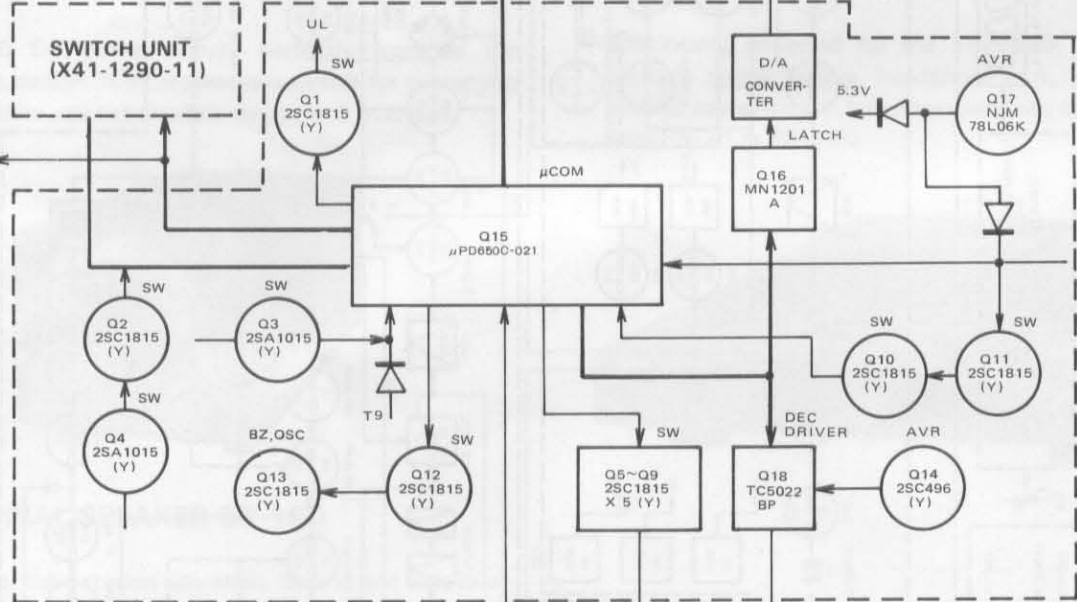 SWITCH UNIT
(X41-1290-11)
UL
SW
Q1
2SC1815
(Y)
D/A
CONVER-
TER
LATCH
Q16
MN1201
A
5.3V
AVR
Q17
NJM
78L06K
μCOM
Q15
μPD650C-021
SW
Q2
2SC1815
(Y)
SW
Q3
2SA1015
(Y)
SW
Q4
2SA1015
(Y)
T9
BZ,OSC
Q13
2SC1815
(Y)
SW
Q12
2SC1815
(Y)
SW
Q5~Q9
2SC1815
X 5 (Y)
DEC
DRIVER
Q18
TC5022
BP
SW
Q10
2SC1815
(Y)
SW
Q11
2SC1815
(Y)
AVR
Q14
2SC496
(Y)